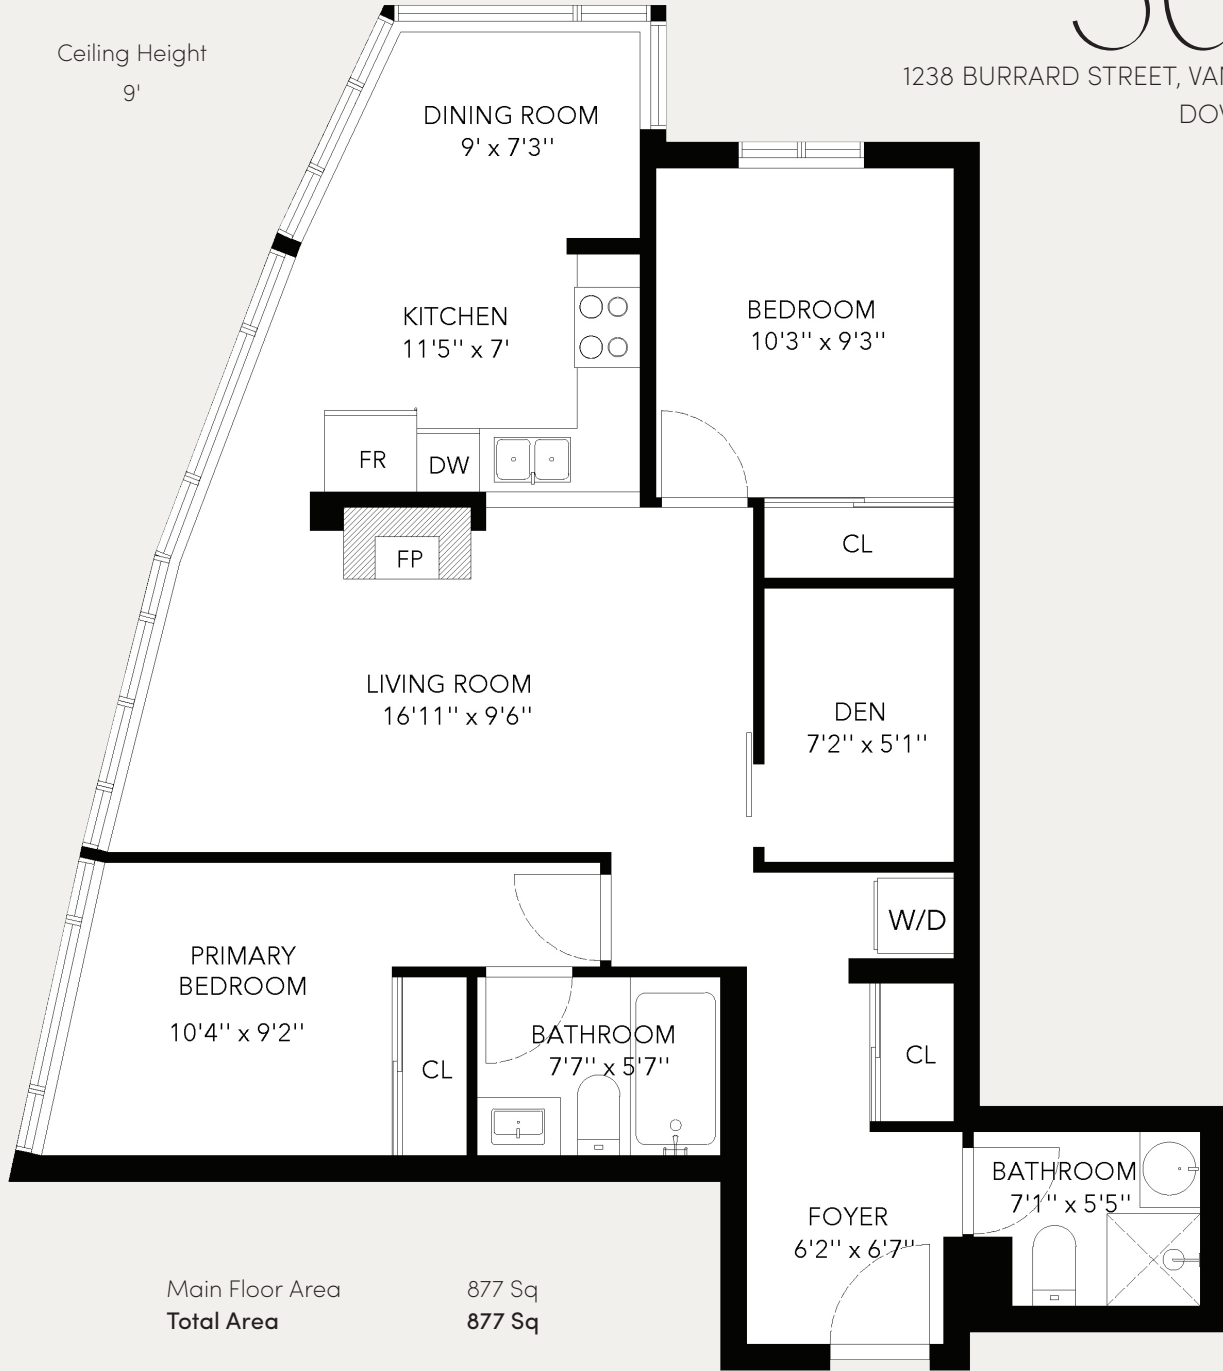 Ceiling Height
9'
1238 BURRARD STREET,
DINING ROOM
9' x 7'3''
KITCHEN
11'5'' x 7'
BEDROOM
10'3'' x 9'3''
FR
DW
FP
CL
LIVING ROOM
16'11'' x 9'6''
DEN
7'2'' x 5'1''
W/D
PRIMARY
BEDROOM
10'4'' x 9'2''
CL
BATHROOM
7'7'' x 5'7''
CL
BATHROOM
7'1'' x 5'5''
FOYER
6'2'' x 6'7''
Main Floor Area 877 Sq
Total Area 877 Sq